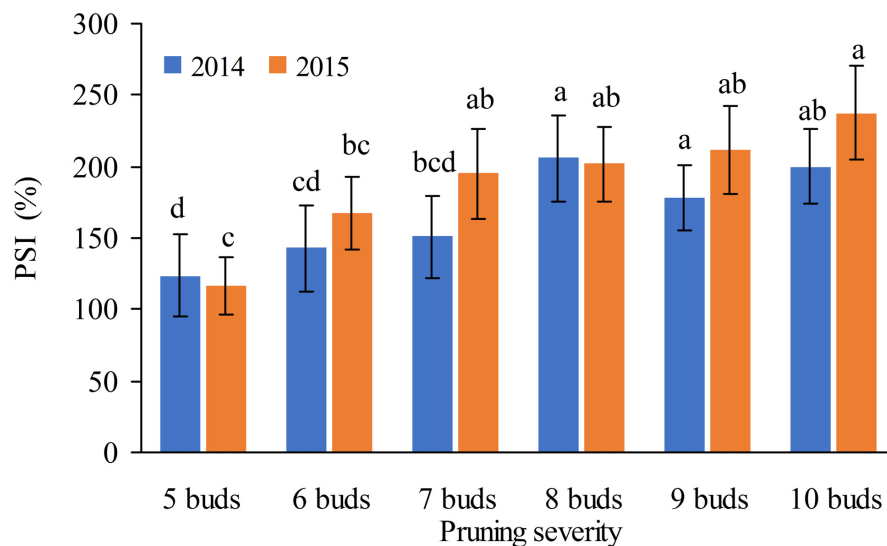 300
250
200
150
100
50
0
PSI (%)
2014 2015
d
c
cd
bc
bcd
ab
a
ab
a
ab
ab
a
5 buds 6 buds 7 buds 8 buds 9 buds 10 buds
Pruning severity